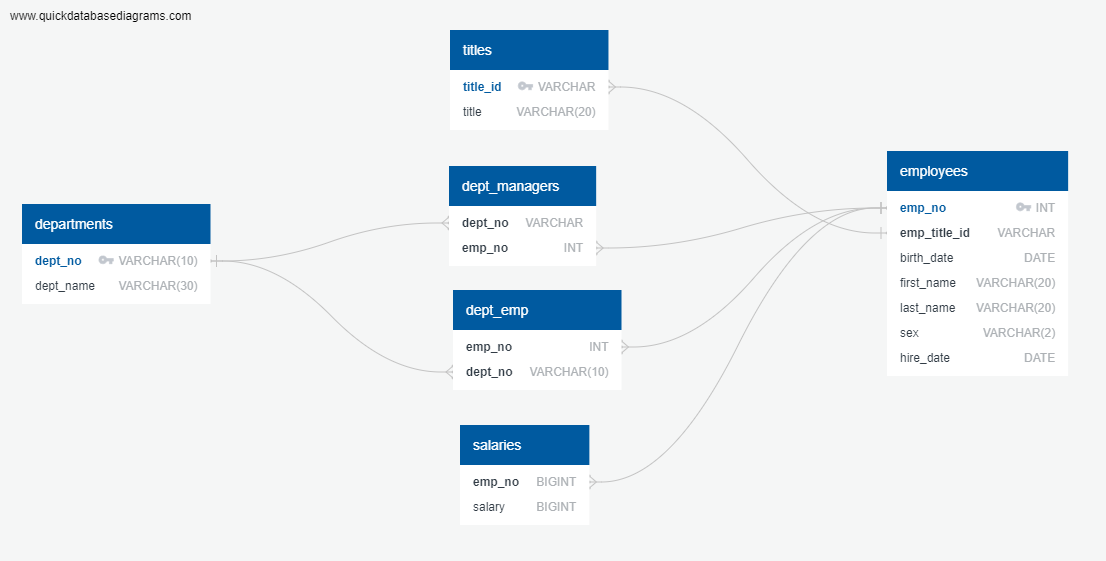 www.quickdatabasediagrams.com
titles
title_id VARCHAR
title VARCHAR(20)
dept_managers
dept_no VARCHAR
emp_no INT
departments
dept_no VARCHAR(10)
dept_name VARCHAR(30)
dept_emp
emp_no INT
dept_no VARCHAR(10)
salaries
emp_no BIGINT
salary BIGINT
employees
emp_no INT
emp_title_id VARCHAR
birth_date DATE
first_name VARCHAR(20)
last_name VARCHAR(20)
sex VARCHAR(2)
hire_date DATE